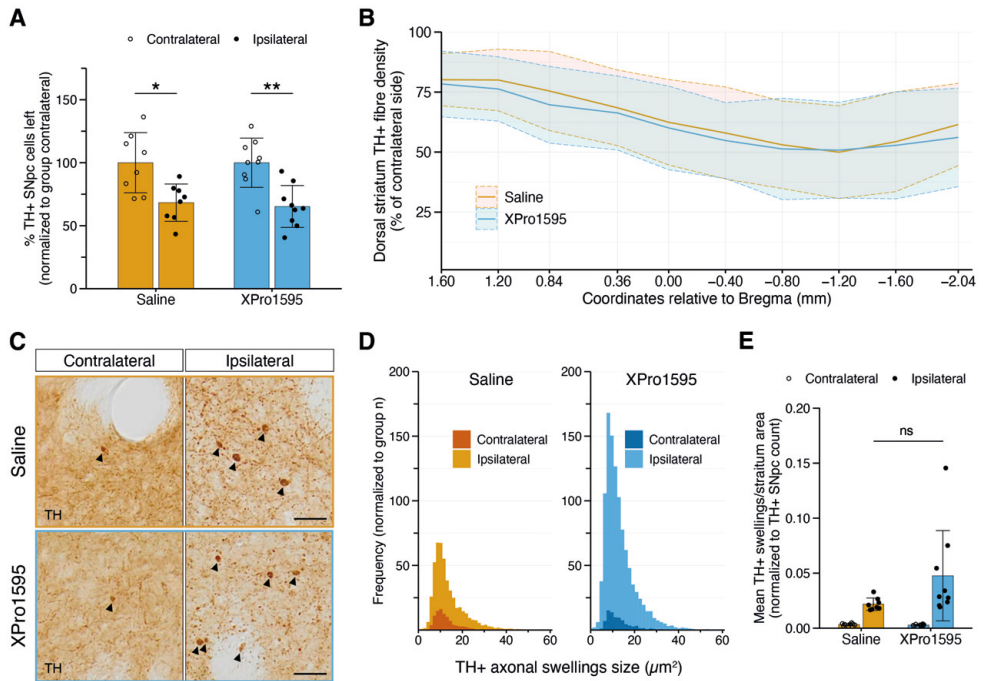 A
Contralateral Ipsilateral
% TH+ SNpc cells left
(normalized to group contralateral)
150
100
50
0
* **
Saline XPro1595
B
Dorsal striatum TH+ fibre density
(% of contralateral side)
100
75
50
25
Saline
XPro1595
1.60 1.20 0.84 0.36 0.00 −0.40 −0.80 −1.20 −1.60 −2.04
Coordinates relative to Bregma (mm)
C
Contralateral Ipsilateral
Saline
TH
XPro1595
TH
D
Frequency (normalized to group n)
Saline
200
150
100
50
Contralateral
Ipsilateral
0 20 40 60
XPro1595
200
150
100
50
Contralateral
Ipsilateral
0 20 40 60
TH+ axonal swellings size (µm²)
E
Contralateral Ipsilateral
Mean TH+ swellings/straitum area
(normalized to TH+ SNpc count)
0.20
0.15
0.10
0.05
0.00
ns
Saline XPro1595